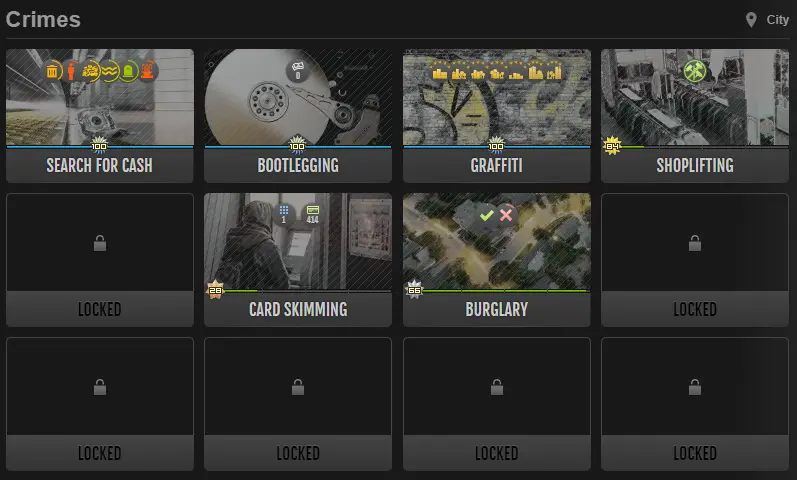 Crimes
City
0
100
100
100
84
SEARCH FOR CASH
BOOTLEGGING
GRAFFITI
SHOPLIFTING
1
414
28
66
LOCKED
CARD SKIMMING
BURGLARY
LOCKED
LOCKED
LOCKED
LOCKED
LOCKED